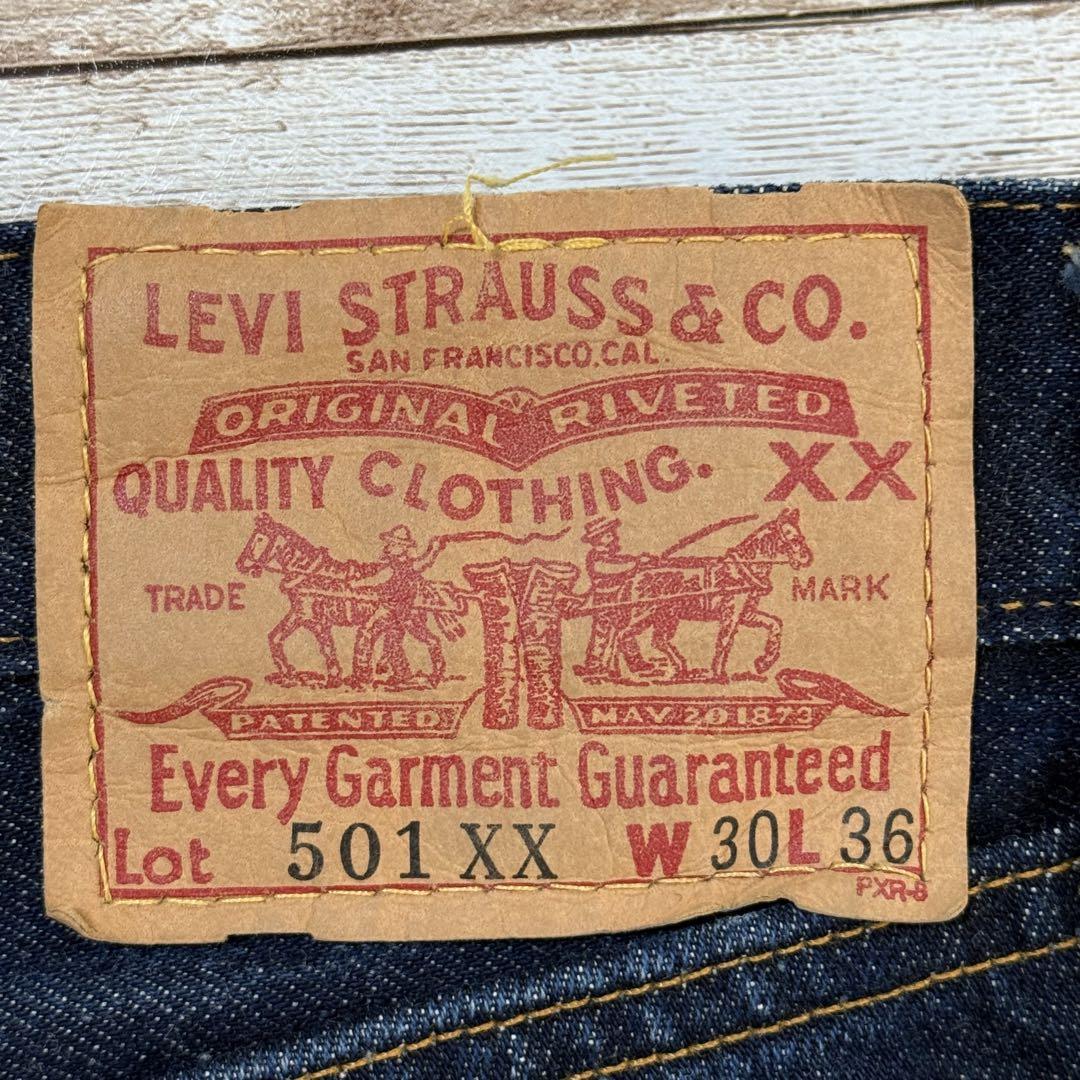 LEVI STRAUSS & CO.
SAN FRANCISCO, CAL.
ORIGINAL RIVETED
QUALITY CLOTHING. XX
TRADE MARK
PATENTED MAY 20 1873
Every Garment Guaranteed
Lot 501 XX W 30 L 36
PXR-8